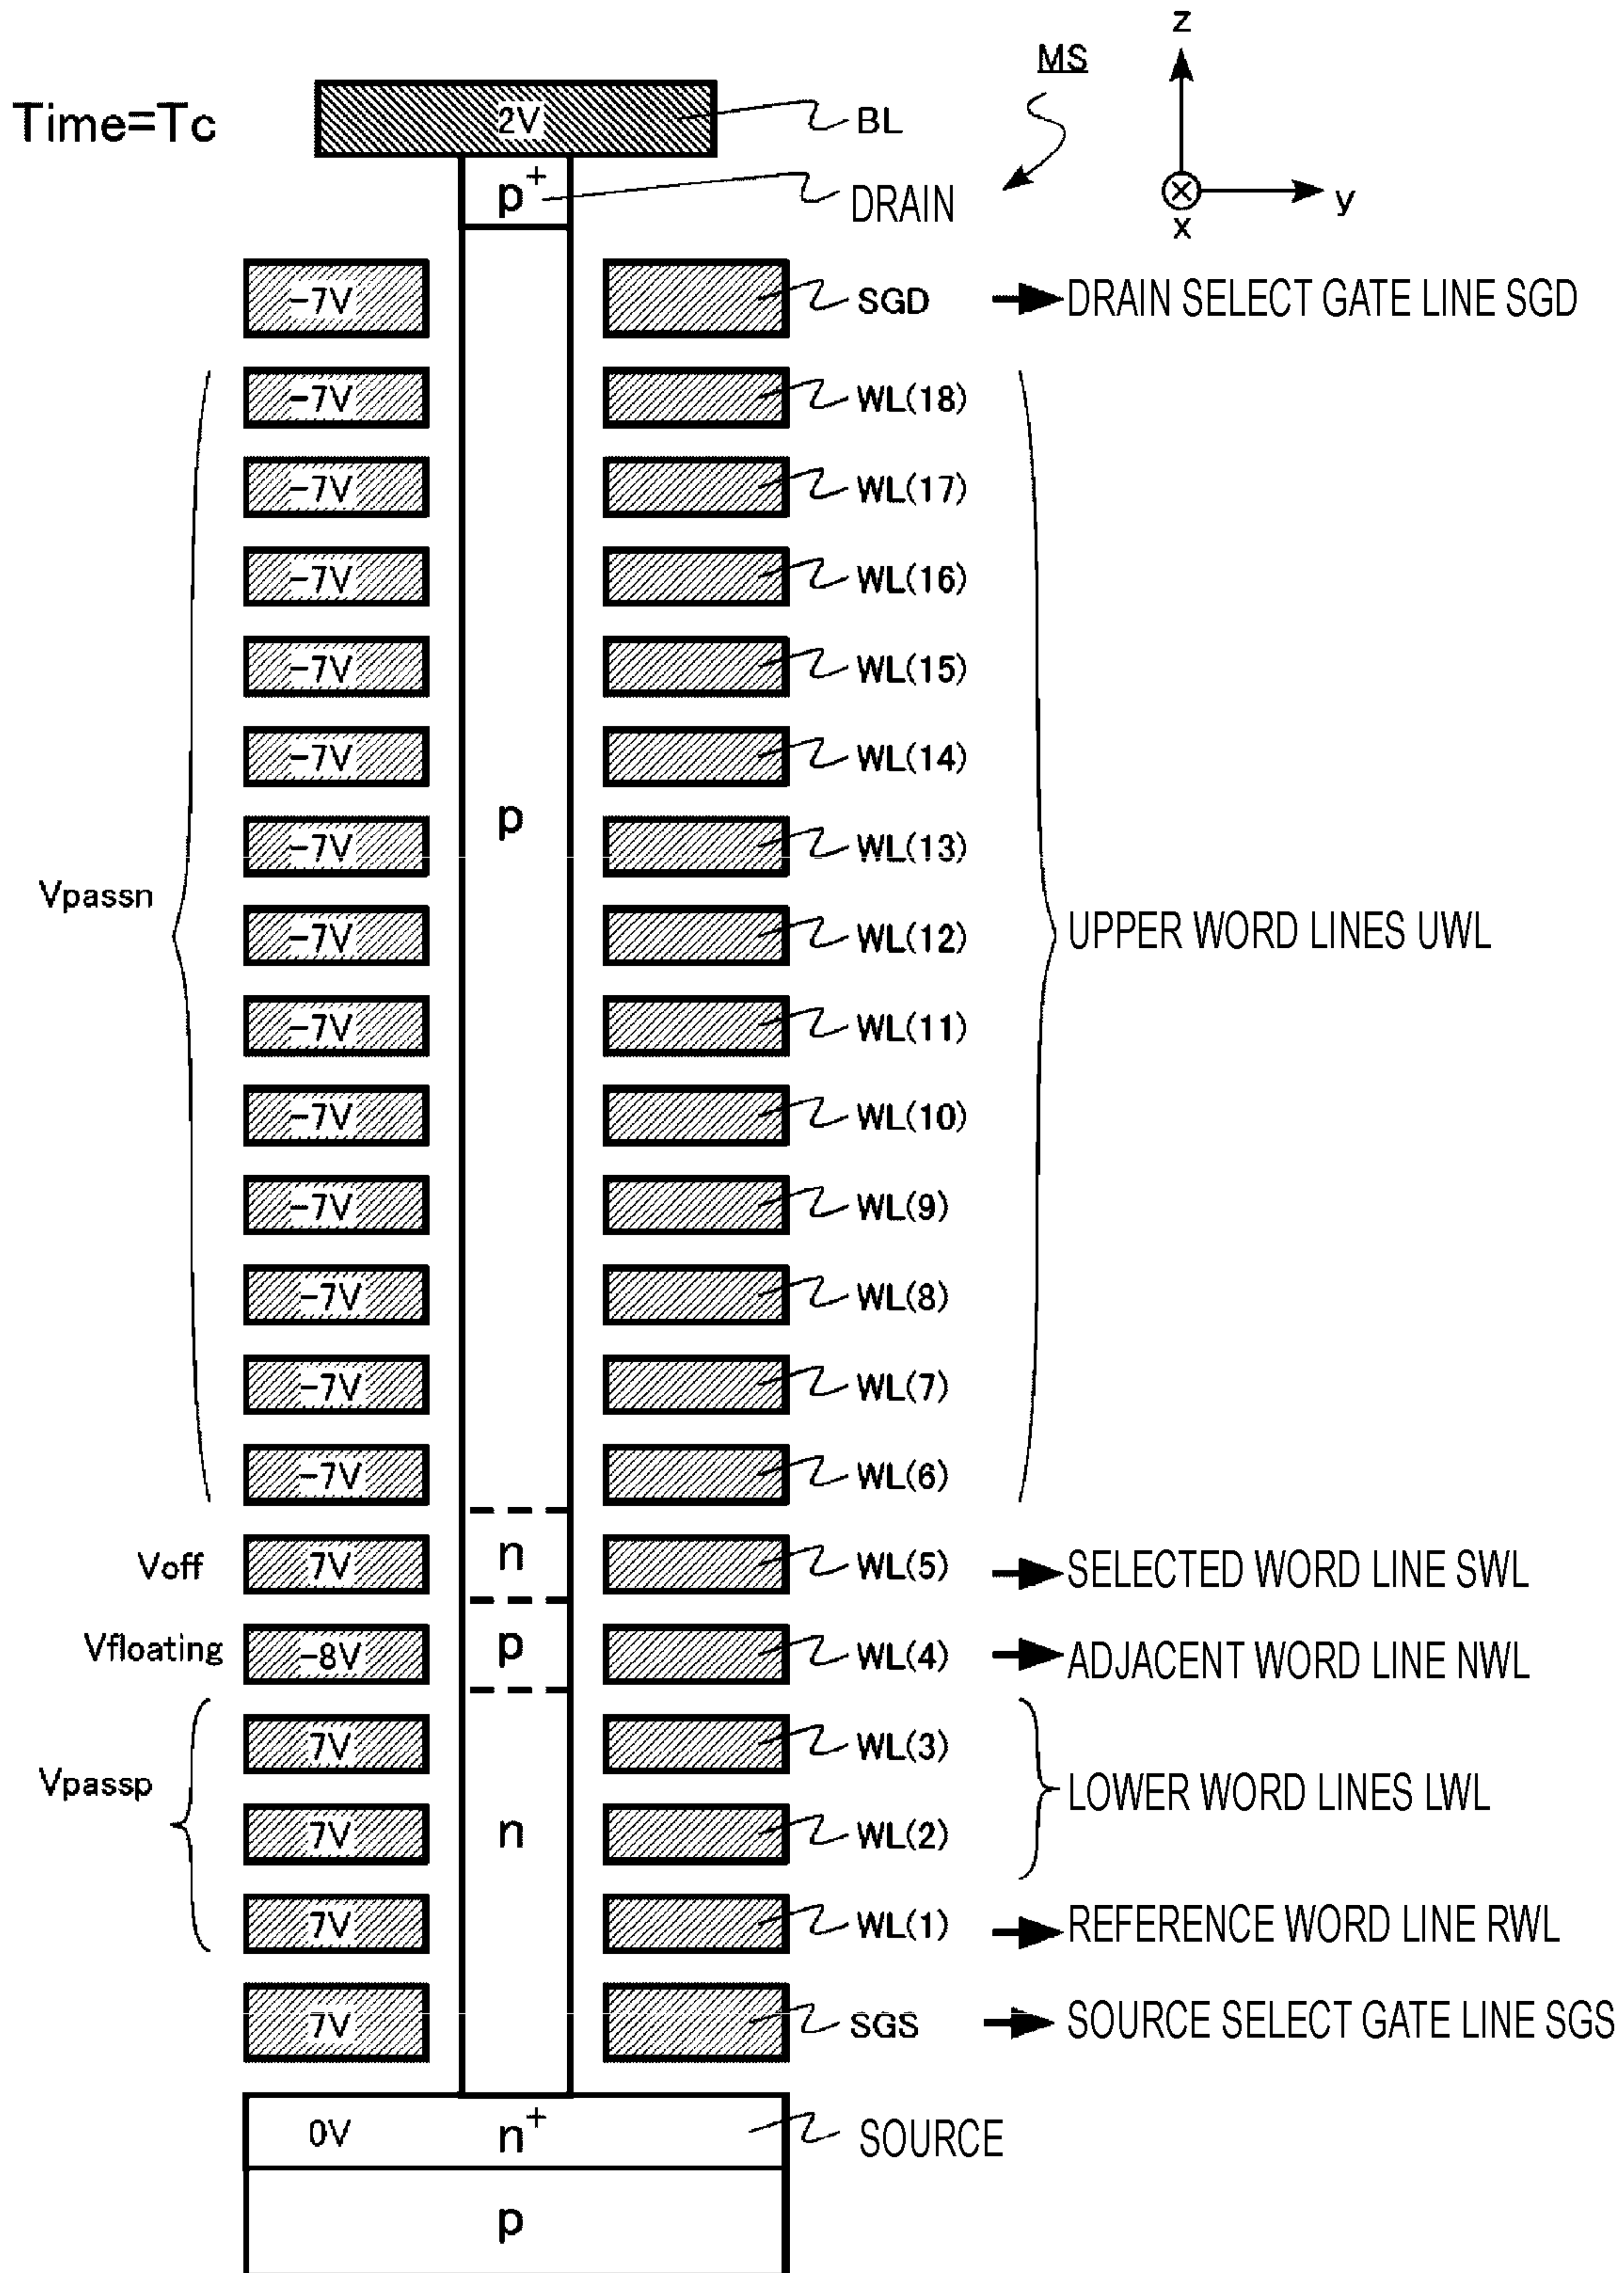 z
MS
Time=Tc
2V
BL
p+
DRAIN
y
x
-7V
SGD
DRAIN SELECT GATE LINE SGD
-7V
WL(18)
-7V
WL(17)
-7V
WL(16)
-7V
WL(15)
-7V
WL(14)
p
-7V
WL(13)
Vpassn
-7V
WL(12)
UPPER WORD LINES UWL
-7V
WL(11)
-7V
WL(10)
-7V
WL(9)
-7V
WL(8)
-7V
WL(7)
-7V
WL(6)
Voff
7V
n
WL(5)
SELECTED WORD LINE SWL
Vfloating
-8V
p
WL(4)
ADJACENT WORD LINE NWL
7V
WL(3)
Vpassp
LOWER WORD LINES LWL
7V
n
WL(2)
7V
WL(1)
REFERENCE WORD LINE RWL
7V
SGS
SOURCE SELECT GATE LINE SGS
0V
n+
SOURCE
p